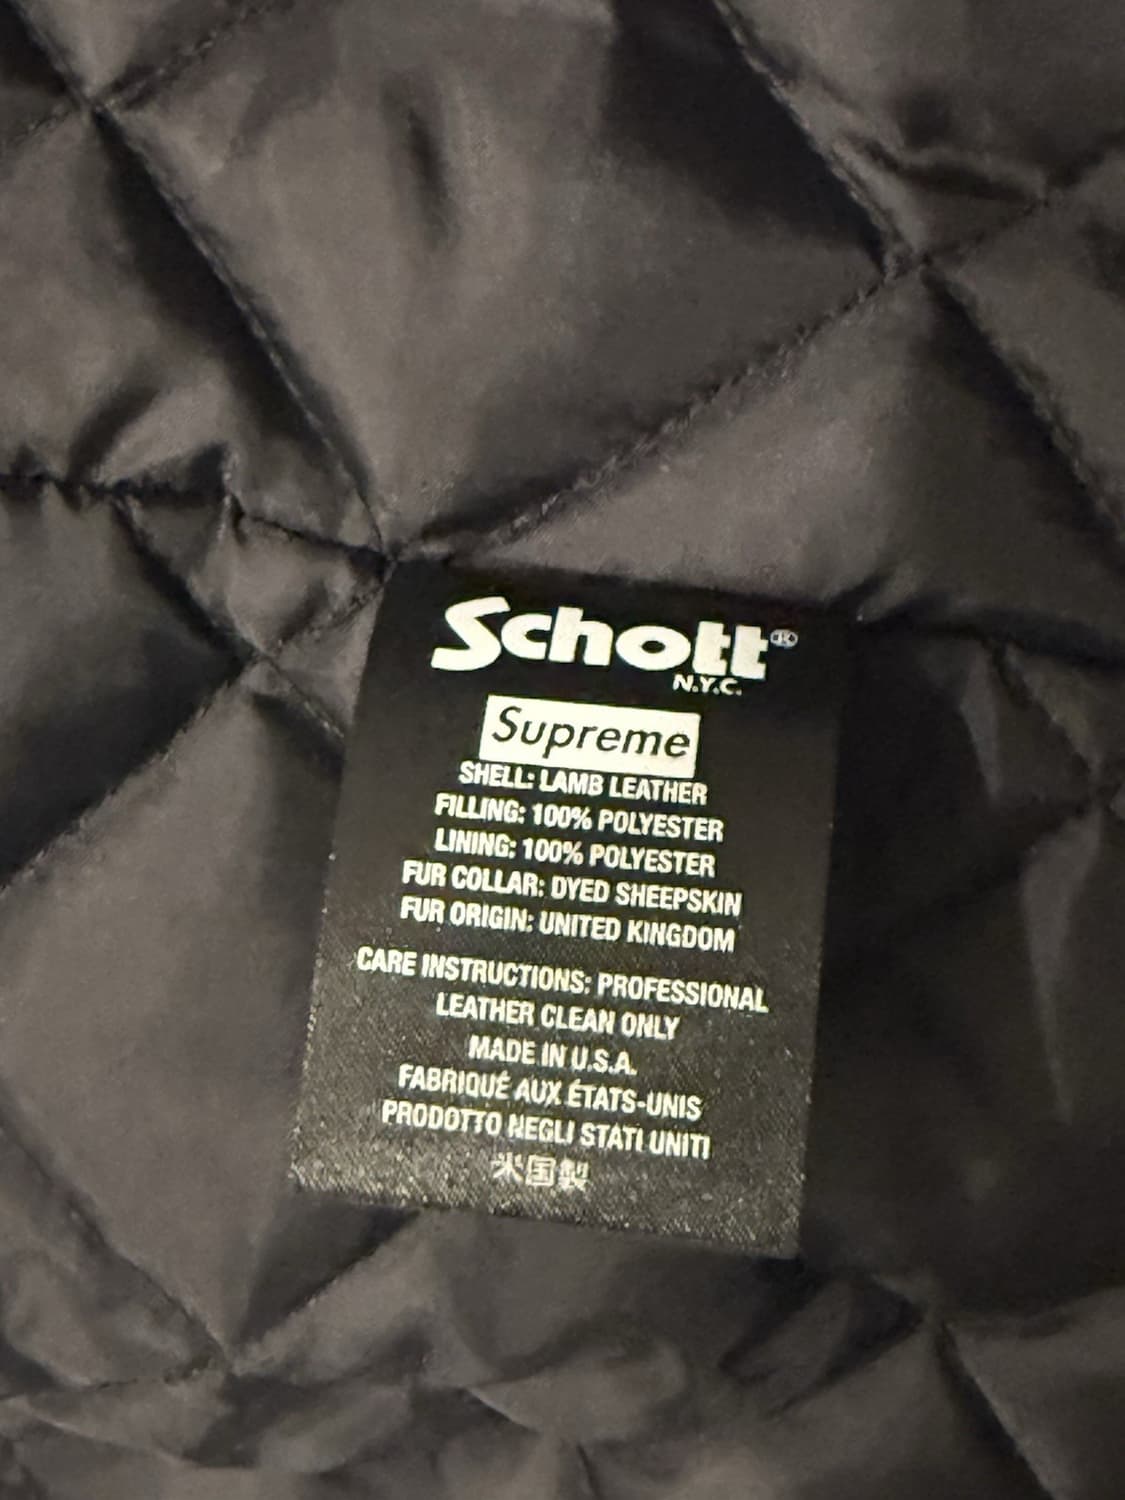 Schott®
N.Y.C.
Supreme
SHELL: LAMB LEATHER
FILLING: 100% POLYESTER
LINING: 100% POLYESTER
FUR COLLAR: DYED SHEEPSKIN
FUR ORIGIN: UNITED KINGDOM
CARE INSTRUCTIONS: PROFESSIONAL
LEATHER CLEAN ONLY
MADE IN U.S.A.
FABRIQUÉ AUX ÉTATS-UNIS
PRODOTTO NEGLI STATI UNITI
米国製